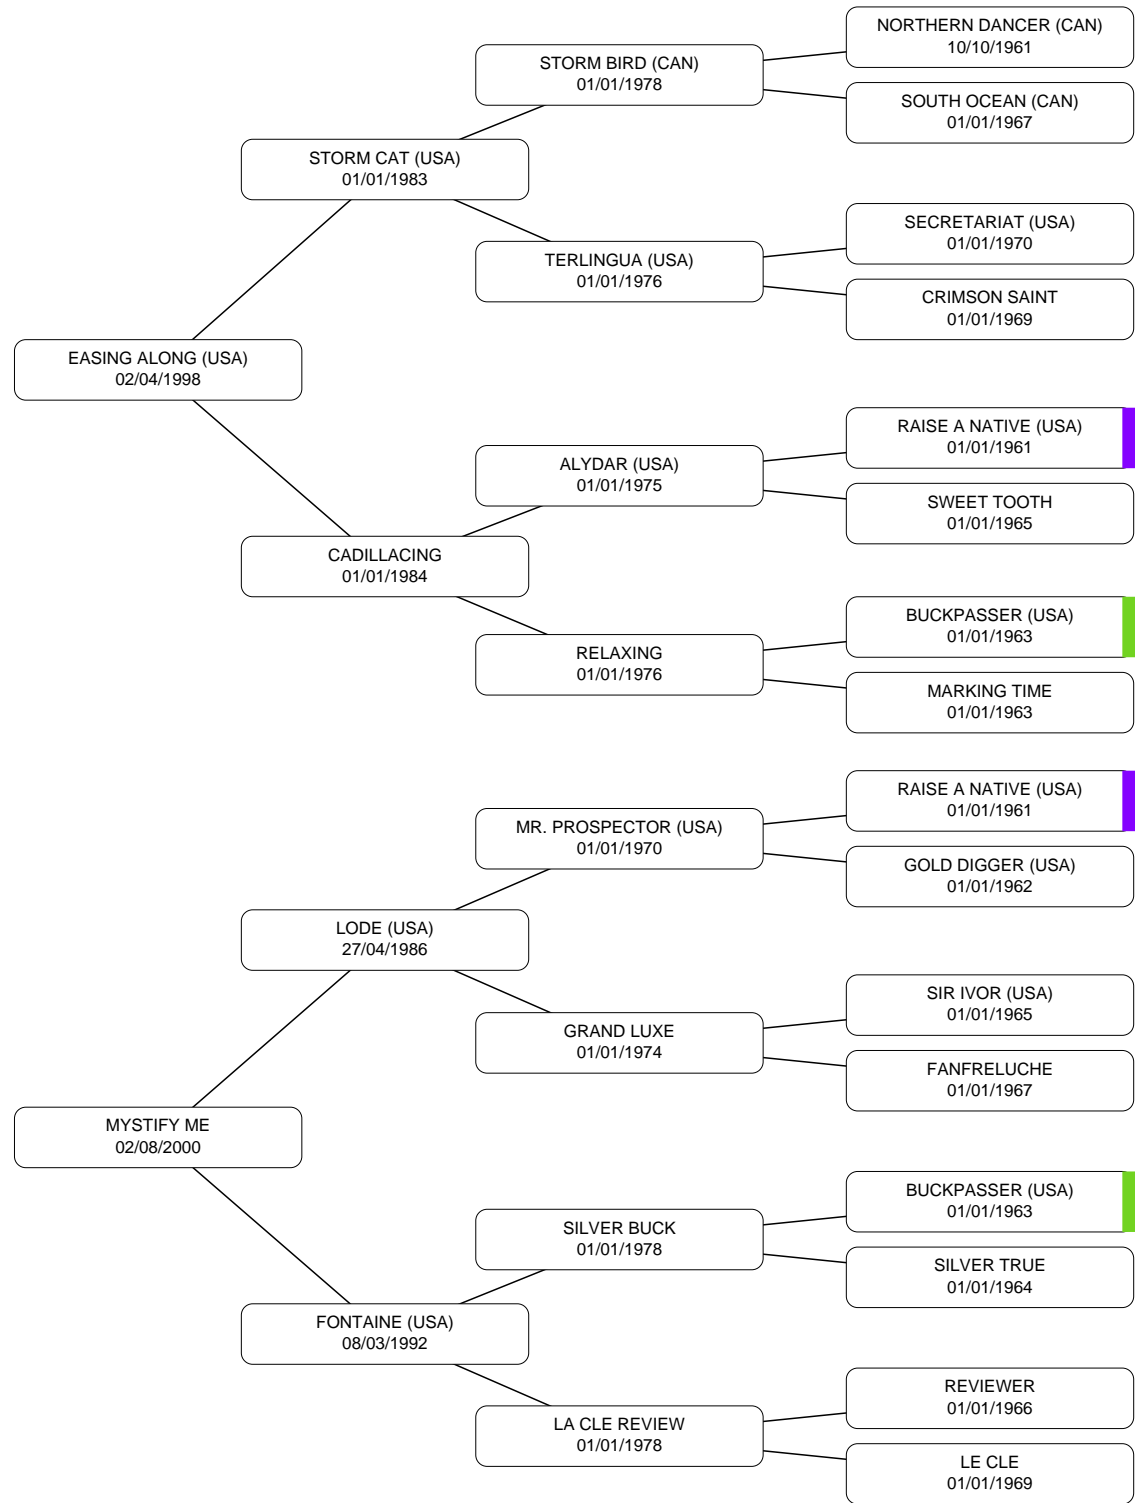 NORTHERN DANCER (CAN)
10/10/1961
STORM BIRD (CAN)
01/01/1978
SOUTH OCEAN (CAN)
01/01/1967
STORM CAT (USA)
01/01/1983
SECRETARIAT (USA)
01/01/1970
TERLINGUA (USA)
01/01/1976
CRIMSON SAINT
01/01/1969
EASING ALONG (USA)
02/04/1998
RAISE A NATIVE (USA)
01/01/1961
ALYDAR (USA)
01/01/1975
SWEET TOOTH
01/01/1965
CADILLACING
01/01/1984
BUCKPASSER (USA)
01/01/1963
RELAXING
01/01/1976
MARKING TIME
01/01/1963
RAISE A NATIVE (USA)
01/01/1961
MR. PROSPECTOR (USA)
01/01/1970
GOLD DIGGER (USA)
01/01/1962
LODE (USA)
27/04/1986
SIR IVOR (USA)
01/01/1965
GRAND LUXE
01/01/1974
FANFRELUCHE
01/01/1967
MYSTIFY ME
02/08/2000
BUCKPASSER (USA)
01/01/1963
SILVER BUCK
01/01/1978
SILVER TRUE
01/01/1964
FONTAINE (USA)
08/03/1992
REVIEWER
01/01/1966
LA CLE REVIEW
01/01/1978
LE CLE
01/01/1969